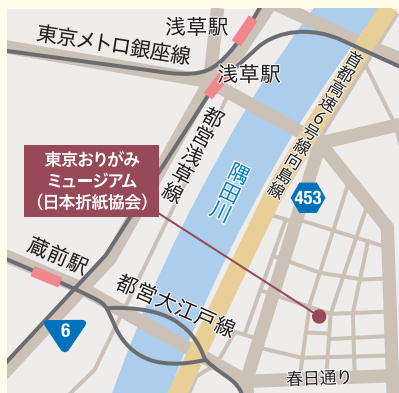 浅草駅
東京メトロ銀座線
浅草駅
首都高速6号線向島線
都営浅草線
東京おりがみ
ミュージアム
（日本折紙協会）
隅田川
453
蔵前駅
都営大江戸線
6
春日通り